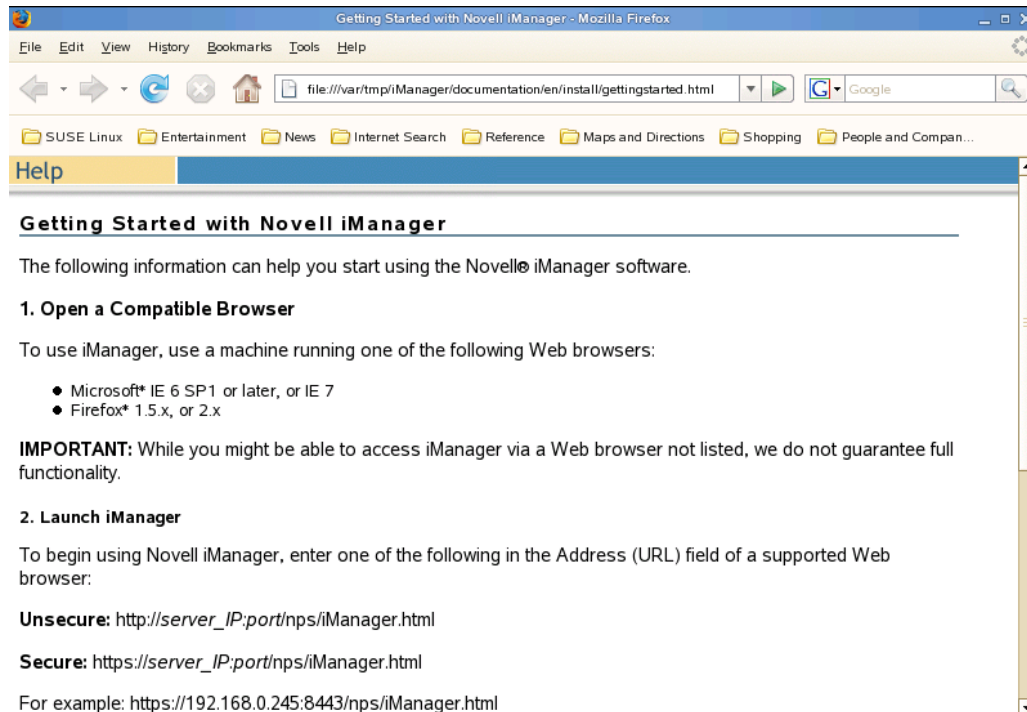 Getting Started with Novell iManager - Mozilla Firefox
File Edit View History Bookmarks Tools Help
file:///var/tmp/iManager/documentation/en/install/gettingstarted.html
G Google
SUSE Linux Entertainment News Internet Search Reference Maps and Directions Shopping People and Compan...
Help
Getting Started with Novell iManager
The following information can help you start using the Novell® iManager software.
1. Open a Compatible Browser
To use iManager, use a machine running one of the following Web browsers:
● Microsoft* IE 6 SP1 or later, or IE 7
● Firefox* 1.5.x, or 2.x
IMPORTANT: While you might be able to access iManager via a Web browser not listed, we do not guarantee full
functionality.
2. Launch iManager
To begin using Novell iManager, enter one of the following in the Address (URL) field of a supported Web
browser:
Unsecure: http://server_IP:port/nps/iManager.html
Secure: https://server_IP:port/nps/iManager.html
For example: https://192.168.0.245:8443/nps/iManager.html